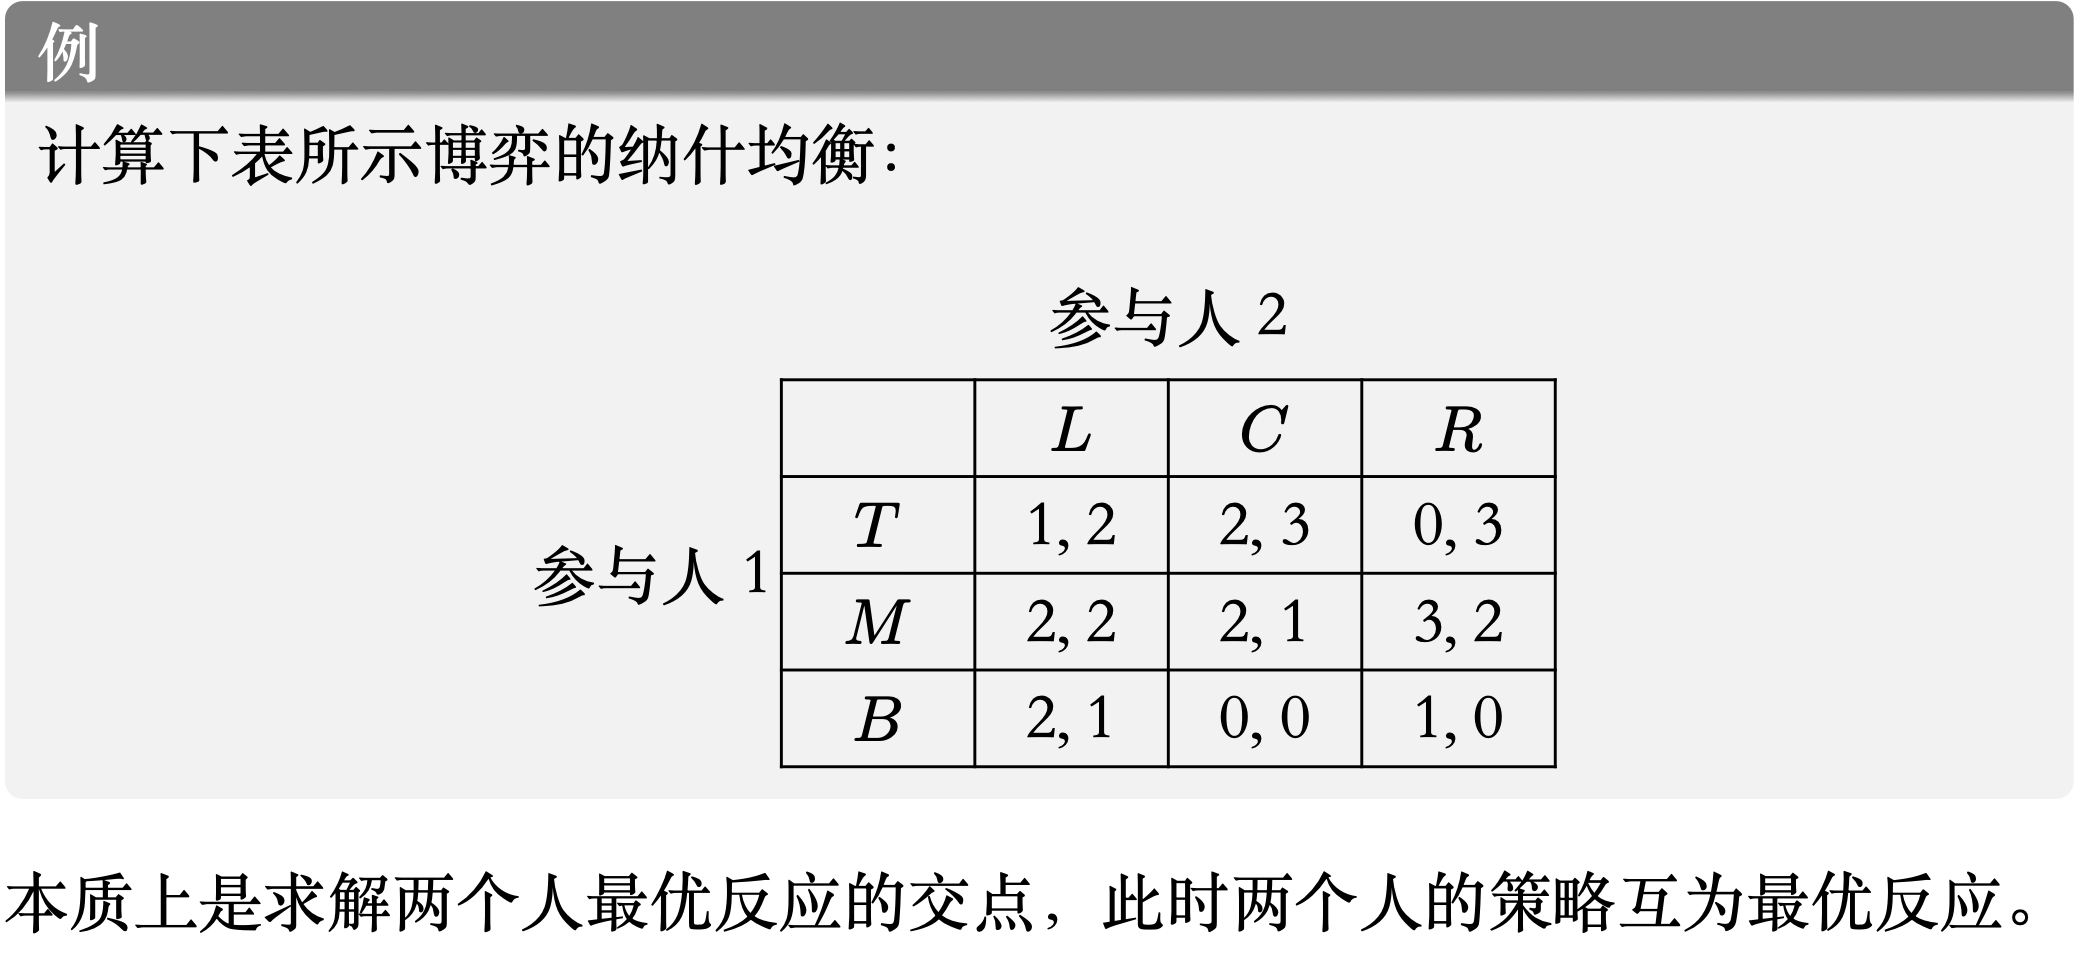 例
计算下表所示博弈的纳什均衡：
参与人 2
L C R
T 1, 2 2, 3 0, 3
参与人 1
M 2, 2 2, 1 3, 2
B 2, 1 0, 0 1, 0
本质上是求解两个人最优反应的交点，此时两个人的策略互为最优反应。